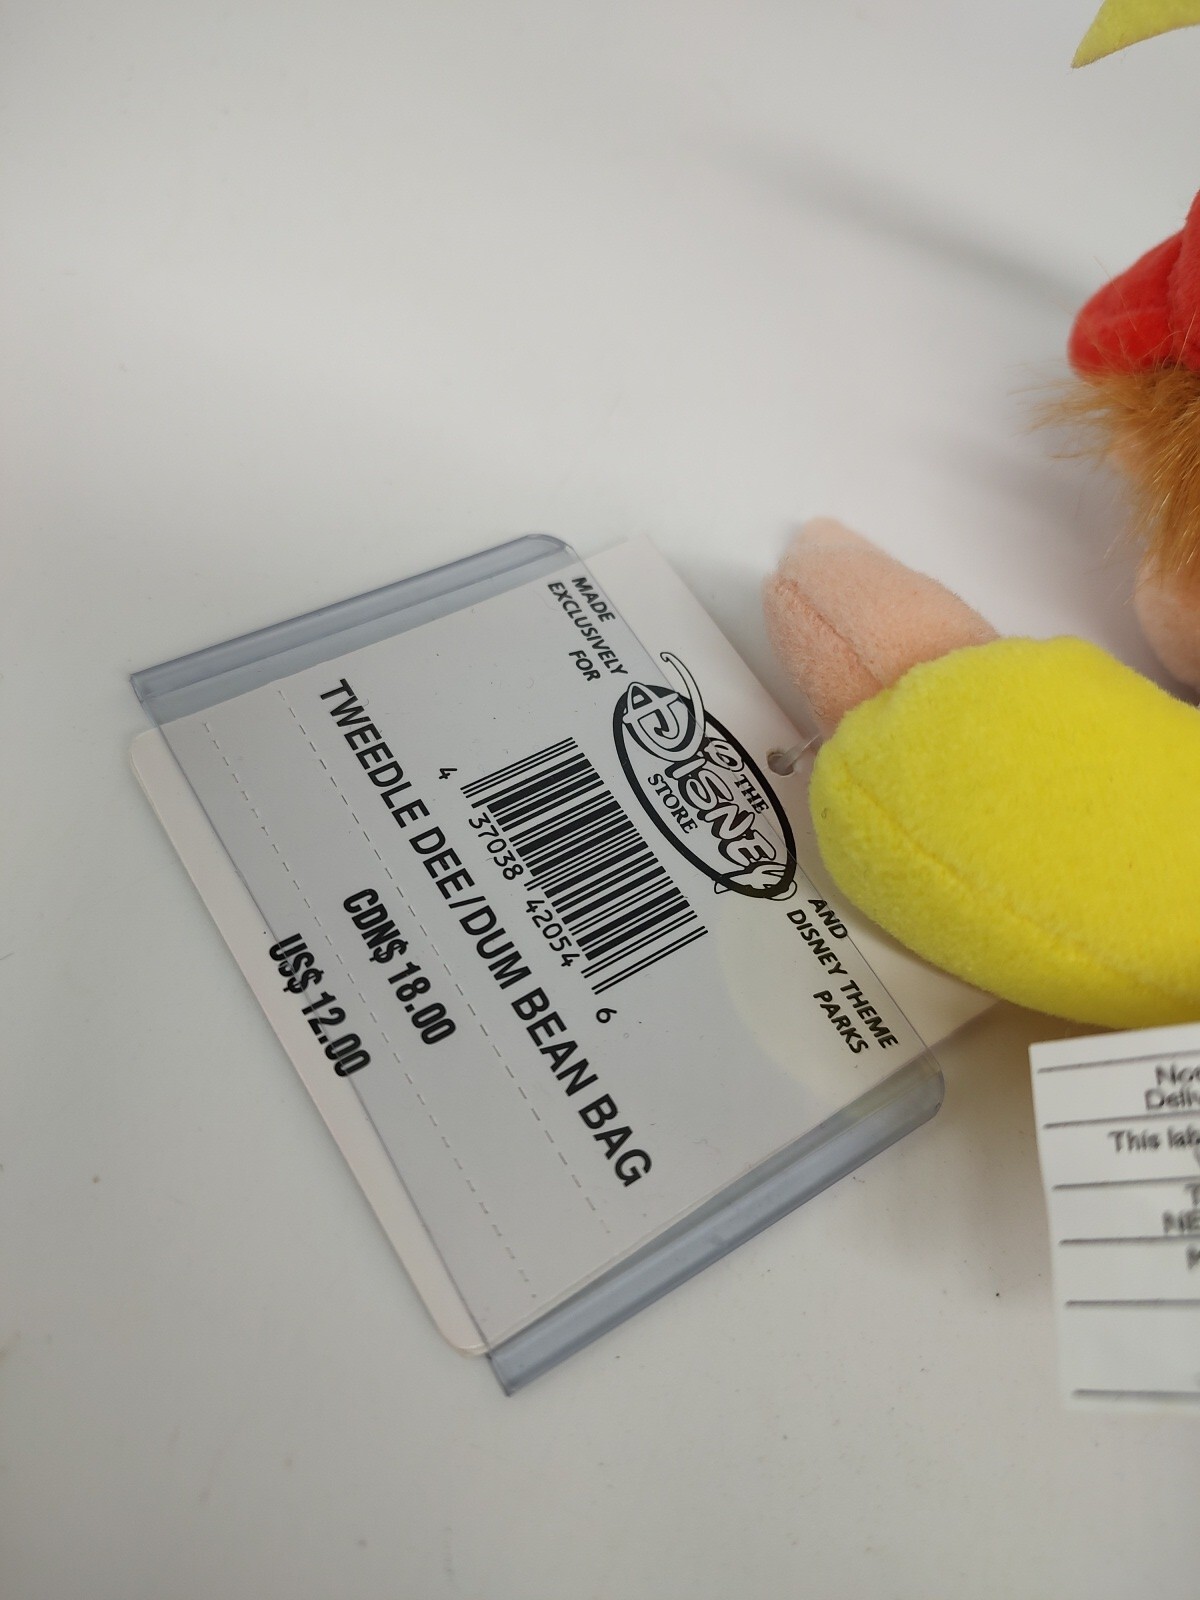 MADE
EXCLUSIVELY
FOR
THE
DISNEY
STORE
AND
DISNEY THEME
PARKS
4 37038 42054 6
TWEEDLE DEE/DUM BEAN BAG
CDN$ 18.00
US$ 12.00
This